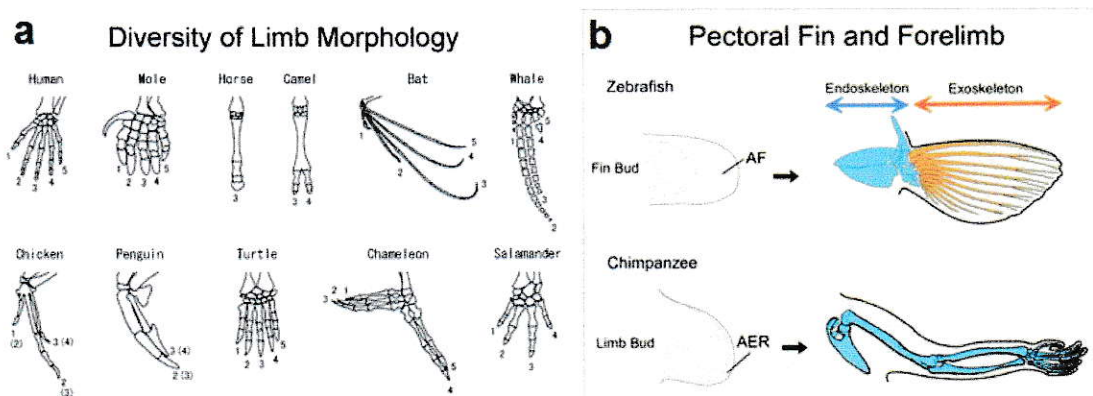 a Diversity of Limb Morphology
Human Mole Horse Camel Bat Whale
1 2 3 4 5
1 2 3 4 5
3
3 4
1 2 3 4 5
5 4 3 2
Chicken Penguin Turtle Chameleon Salamander
1 (2) 3 (4) 2 (3)
3 (4) 2 (3)
1 2 3 4 5
2 1 3 5 4
1 2 3 4
b Pectoral Fin and Forelimb
Zebrafish
Endoskeleton Exoskeleton
Fin Bud AF
Chimpanzee
Limb Bud AER